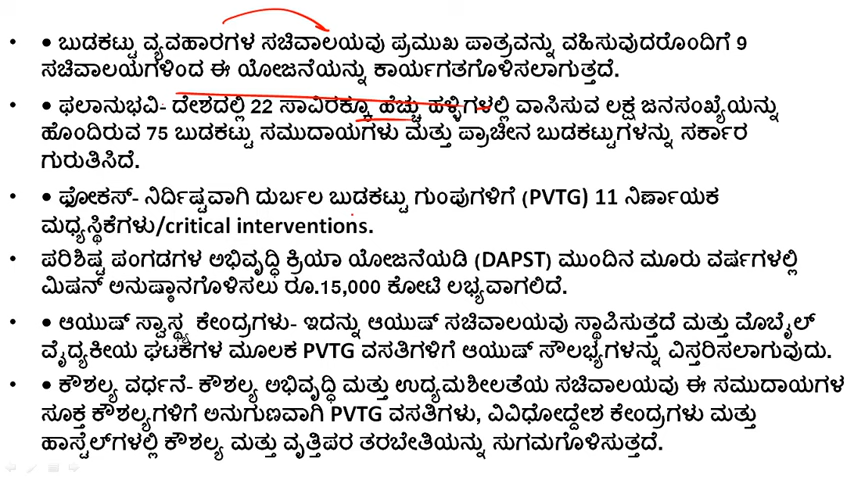 • • ಬುಡಕಟ್ಟು ವ್ಯವಹಾರಗಳ ಸಚಿವಾಲಯವು ಪ್ರಮುಖ ಪಾತ್ರವನ್ನು ವಹಿಸುವುದರೊಂದಿಗೆ 9
ಸಚಿವಾಲಯಗಳಿಂದ ಈ ಯೋಜನೆಯನ್ನು ಕಾರ್ಯಗತಗೊಳಿಸಲಾಗುತ್ತದೆ.
• • ಫಲಾನುಭವಿ- ದೇಶದಲ್ಲಿ 22 ಸಾವಿರಕ್ಕೂ ಹೆಚ್ಚು ಹಳ್ಳಿಗಳಲ್ಲಿ ವಾಸಿಸುವ ಲಕ್ಷ ಜನಸಂಖ್ಯೆಯನ್ನು
ಹೊಂದಿರುವ 75 ಬುಡಕಟ್ಟು ಸಮುದಾಯಗಳು ಮತ್ತು ಪ್ರಾಚೀನ ಬುಡಕಟ್ಟುಗಳನ್ನು ಸರ್ಕಾರ
ಗುರುತಿಸಿದೆ.
• • ಫೋಕಸ್- ನಿರ್ದಿಷ್ಟವಾಗಿ ದುರ್ಬಲ ಬುಡಕಟ್ಟು ಗುಂಪುಗಳಿಗೆ (PVTG) 11 ನಿರ್ಣಾಯಕ
ಮಧ್ಯಸ್ಥಿಕೆಗಳು/critical interventions.
• ಪರಿಶಿಷ್ಟ ಪಂಗಡಗಳ ಅಭಿವೃದ್ಧಿ ಕ್ರಿಯಾ ಯೋಜನೆಯಡಿ (DAPST) ಮುಂದಿನ ಮೂರು ವರ್ಷಗಳಲ್ಲಿ
ಮಿಷನ್ ಅನುಷ್ಠಾನಗೊಳಿಸಲು ರೂ.15,000 ಕೋಟಿ ಲಭ್ಯವಾಗಲಿದೆ.
• • ಆಯುಷ್ ಸ್ವಾಸ್ಥ್ಯ ಕೇಂದ್ರಗಳು- ಇದನ್ನು ಆಯುಷ್ ಸಚಿವಾಲಯವು ಸ್ಥಾಪಿಸುತ್ತದೆ ಮತ್ತು ಮೊಬೈಲ್
ವೈದ್ಯಕೀಯ ಘಟಕಗಳ ಮೂಲಕ PVTG ವಸತಿಗಳಿಗೆ ಆಯುಷ್ ಸೌಲಭ್ಯಗಳನ್ನು ವಿಸ್ತರಿಸಲಾಗುವುದು.
• • ಕೌಶಲ್ಯ ವರ್ಧನೆ- ಕೌಶಲ್ಯ ಅಭಿವೃದ್ಧಿ ಮತ್ತು ಉದ್ಯಮಶೀಲತೆಯ ಸಚಿವಾಲಯವು ಈ ಸಮುದಾಯಗಳ
ಸೂಕ್ತ ಕೌಶಲ್ಯಗಳಿಗೆ ಅನುಗುಣವಾಗಿ PVTG ವಸತಿಗಳು, ವಿವಿಧೋದ್ದೇಶ ಕೇಂದ್ರಗಳು ಮತ್ತು
ಹಾಸ್ಟೆಲ್‌ಗಳಲ್ಲಿ ಕೌಶಲ್ಯ ಮತ್ತು ವೃತ್ತಿಪರ ತರಬೇತಿಯನ್ನು ಸುಗಮಗೊಳಿಸುತ್ತದೆ.